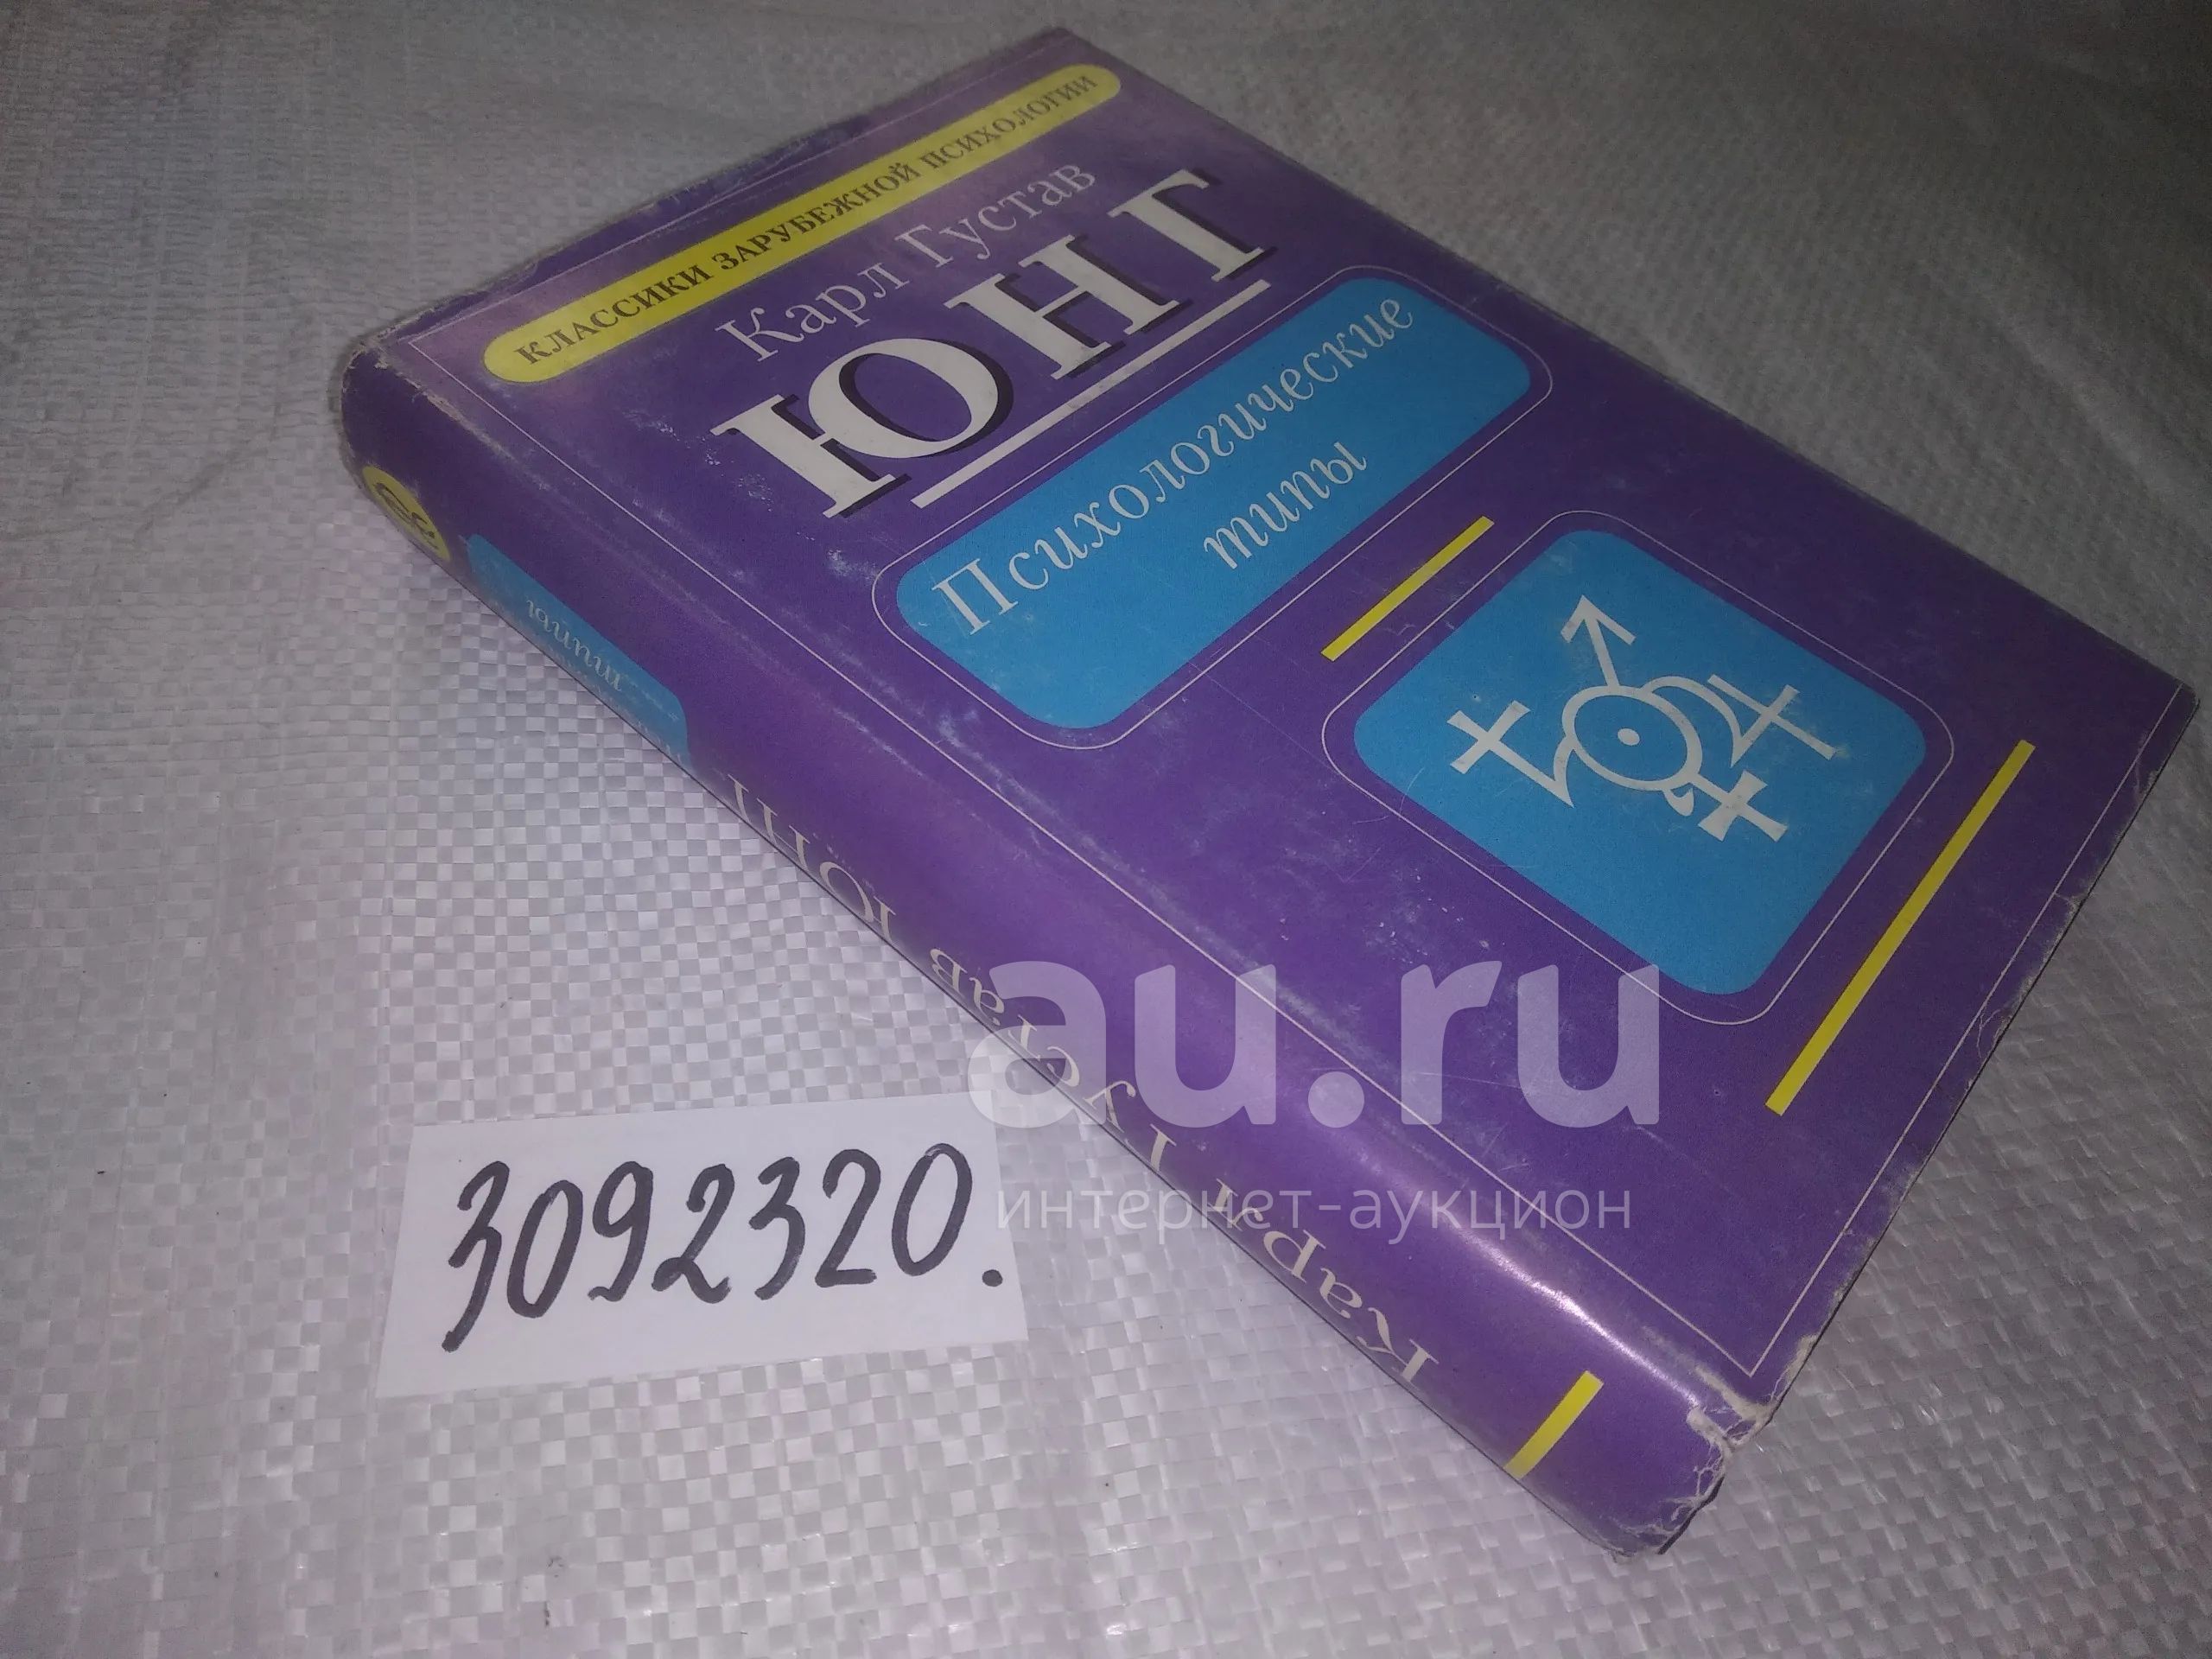 КЛАССИКИ ЗАРУБЕЖНОЙ ПСИХОЛОГИИ
Карл Густав
ЮНГ
Психологические
типы
типы
Карл Густав Юнг
au.ru
интернет-аукцион
3092320.